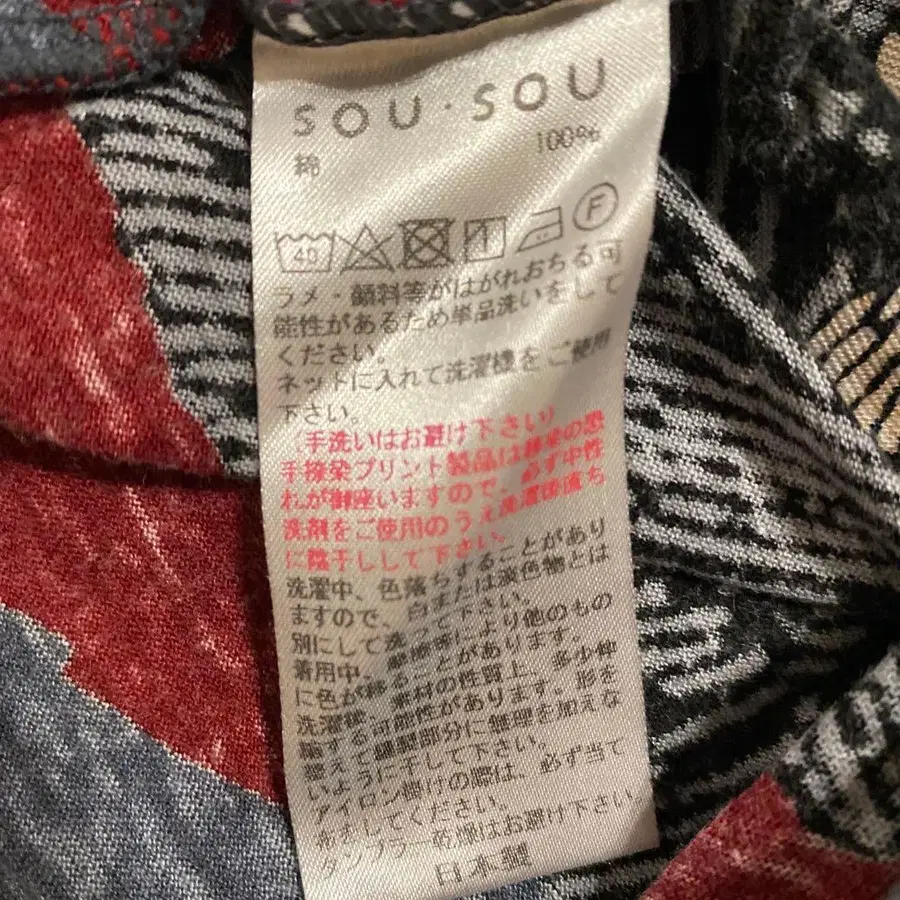 SOU・SOU
綿 100%
40 1 F
ラメ・顔料等がはがれおちる可
能性があるため単品洗いをして
ください。
ネットに入れて洗濯機をご使用
下さい。
(手洗いはお避け下さい)
手捺染プリント製品は移染の恐
れが御座いますので、必ず中性
洗剤をご使用のうえ洗濯後直ち
に陰干しして下さい。
洗濯中、色落ちすることがあり
ますので、白または淡色物とは
別にして洗って下さい。
着用中、摩擦等により他のもの
に色が移ることがあります。
洗濯後、素材の性質上、多少伸
縮する可能性があります。形を
整えて縫製部分に無理を加えな
いように干して下さい。
アイロン掛けの際は、必ず当て
布をしてください。
タンブラー乾燥はお避け下さい。
日本製